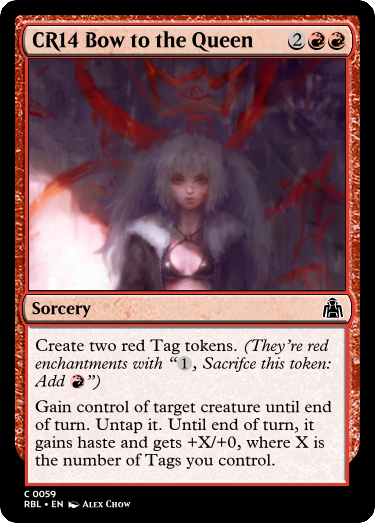 CR14 Bow to the Queen 2
Sorcery
Create two red Tag tokens. (They're red
enchantments with “1, Sacrifce this token:
Add ”)
Gain control of target creature until end
of turn. Untap it. Until end of turn, it
gains haste and gets +X/+0, where X is
the number of Tags you control.
C 0059
RBL • EN Alex Chow